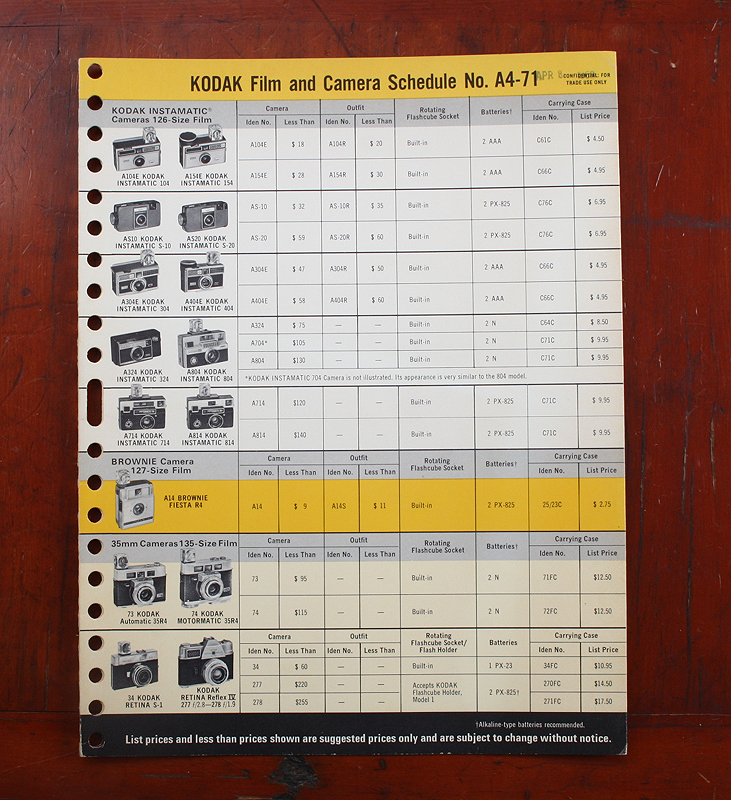 KODAK Film and Camera Schedule No. A4-71
APR
CONFIDENTIAL: FOR
TRADE USE ONLY
KODAK INSTAMATIC®
Cameras 126-Size Film
Camera
Outfit
Rotating
Flashcube Socket
Batteries†
Carrying Case
Iden No. Less Than Iden No. Less Than Iden No. List Price
A104E $ 18 A104R $ 20 Built-in 2 AAA C61C $ 4.50
A154E $ 28 A154R $ 30 Built-in 2 AAA C66C $ 4.95
A104E KODAK
INSTAMATIC 104
A154E KODAK
INSTAMATIC 154
AS-10 $ 32 AS-10R $ 35 Built-in 2 PX-825 C76C $ 6.95
AS-20 $ 59 AS-20R $ 60 Built-in 2 PX-825 C76C $ 6.95
AS10 KODAK
INSTAMATIC S-10
AS20 KODAK
INSTAMATIC S-20
A304E $ 47 A304R $ 50 Built-in 2 AAA C66C $ 4.95
A404E $ 58 A404R $ 60 Built-in 2 AAA C66C $ 4.95
A304E KODAK
INSTAMATIC 304
A404E KODAK
INSTAMATIC 404
A324 $ 75 — — Built-in 2 N C64C $ 8.50
A704* $105 — — Built-in 2 N C71C $ 9.95
A804 $130 — — Built-in 2 N C71C $ 9.95
A324 KODAK
INSTAMATIC 324
A804 KODAK
INSTAMATIC 804
*KODAK INSTAMATIC 704 Camera is not illustrated. Its appearance is very similar to the 804 model.
A714 $120 — — Built-in 2 PX-825 C71C $ 9.95
A814 $140 — — Built-in 2 PX-825 C71C $ 9.95
A714 KODAK
INSTAMATIC 714
A814 KODAK
INSTAMATIC 814
BROWNIE Camera
127-Size Film
Camera
Outfit
Rotating
Flashcube Socket
Batteries†
Carrying Case
Iden No. Less Than Iden No. Less Than Iden No. List Price
A14 BROWNIE
FIESTA R4
A14 $ 9 A14S $ 11 Built-in 2 PX-825 25/23C $ 2.75
35mm Cameras 135-Size Film
Camera
Outfit
Rotating
Flashcube Socket
Batteries†
Carrying Case
Iden No. Less Than Iden No. Less Than Iden No. List Price
73 $ 95 — — Built-in 2 N 71FC $12.50
74 $115 — — Built-in 2 N 72FC $12.50
73 KODAK
Automatic 35R4
74 KODAK
MOTORMATIC 35R4
Camera
Outfit
Rotating
Flashcube Socket/
Flash Holder
Batteries
Carrying Case
Iden No. Less Than Iden No. Less Than Iden No. List Price
34 $ 60 — — Built-in 1 PX-23 34FC $10.95
277 $220 — — Accepts KODAK
Flashcube Holder,
Model 1
2 PX-825† 270FC $14.50
278 $255 — — 271FC $17.50
34 KODAK
RETINA S-1
KODAK
RETINA Reflex IV
277 f/2.8—278 f/1.9
†Alkaline-type batteries recommended.
List prices and less than prices shown are suggested prices only and are subject to change without notice.